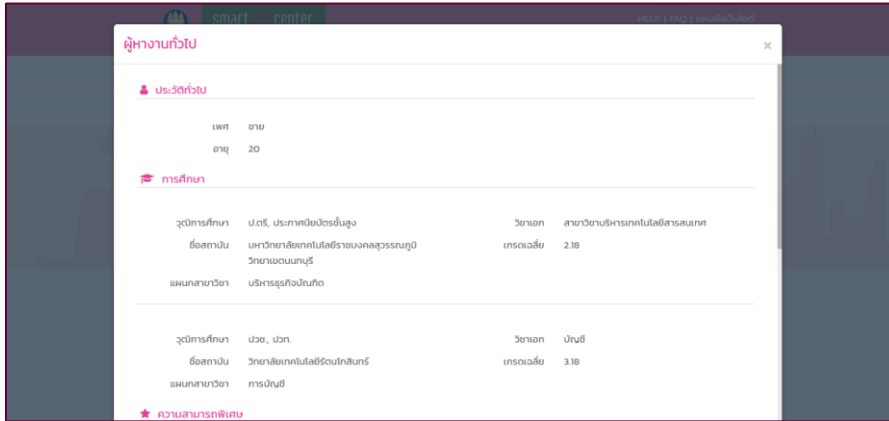 smart center
HELP | FAQ | แผนผังเว็บไซต์
ผู้หางานทั่วไป ×
ประวัติทั่วไป
เพศ ชาย
อายุ 20
การศึกษา
วุฒิการศึกษา ป.ตรี, ประกาศนียบัตรชั้นสูง วิชาเอก สาขาวิชาบริหารเทคโนโลยีสารสนเทศ
ชื่อสถาบัน มหาวิทยาลัยเทคโนโลยีราชมงคลสุวรรณภูมิ เกรดเฉลี่ย 2.18
วิทยาเขตนนทบุรี
แผนกสาขาวิชา บริหารธุรกิจบัณฑิต
วุฒิการศึกษา ปวช., ปวท. วิชาเอก บัญชี
ชื่อสถาบัน วิทยาลัยเทคโนโลยีรัตนโกสินทร์ เกรดเฉลี่ย 3.18
แผนกสาขาวิชา การบัญชี
ความสามารถพิเศษ